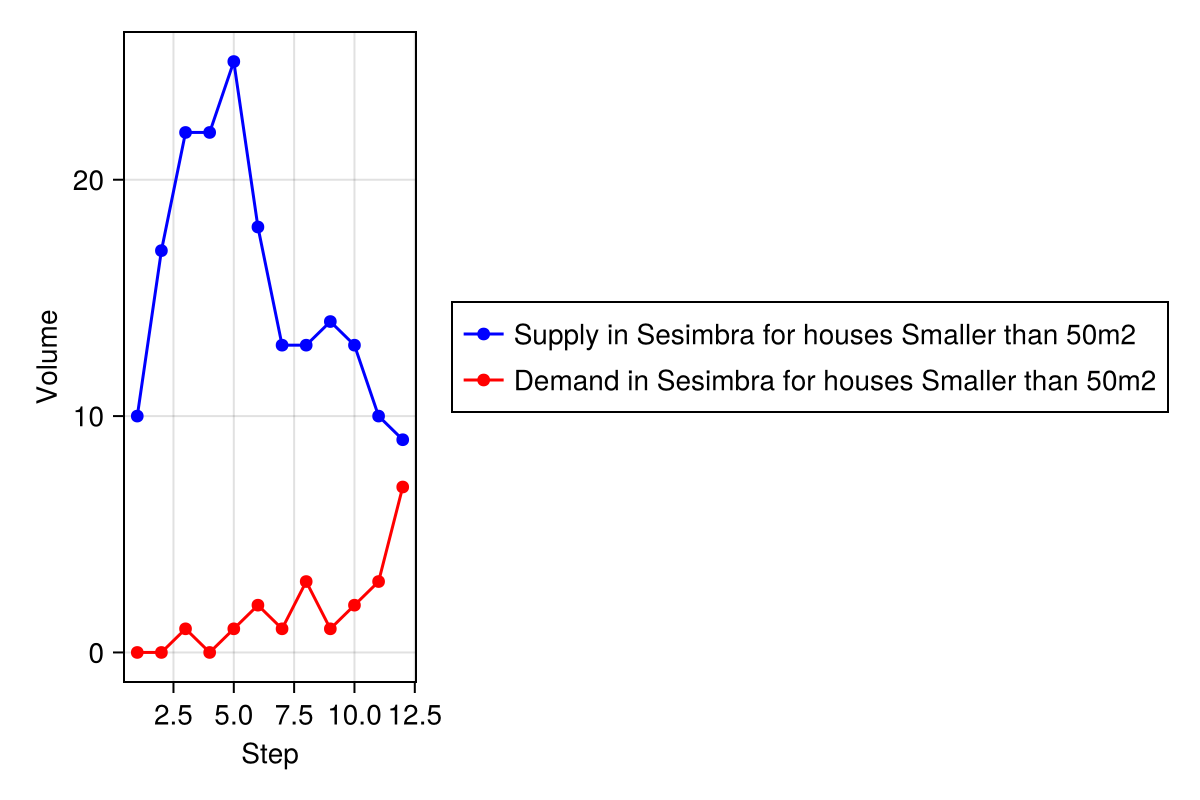 20
10
0
Volume
2.5 5.0 7.5 10.0 12.5
Step
Supply in Sesimbra for houses Smaller than 50m2
Demand in Sesimbra for houses Smaller than 50m2